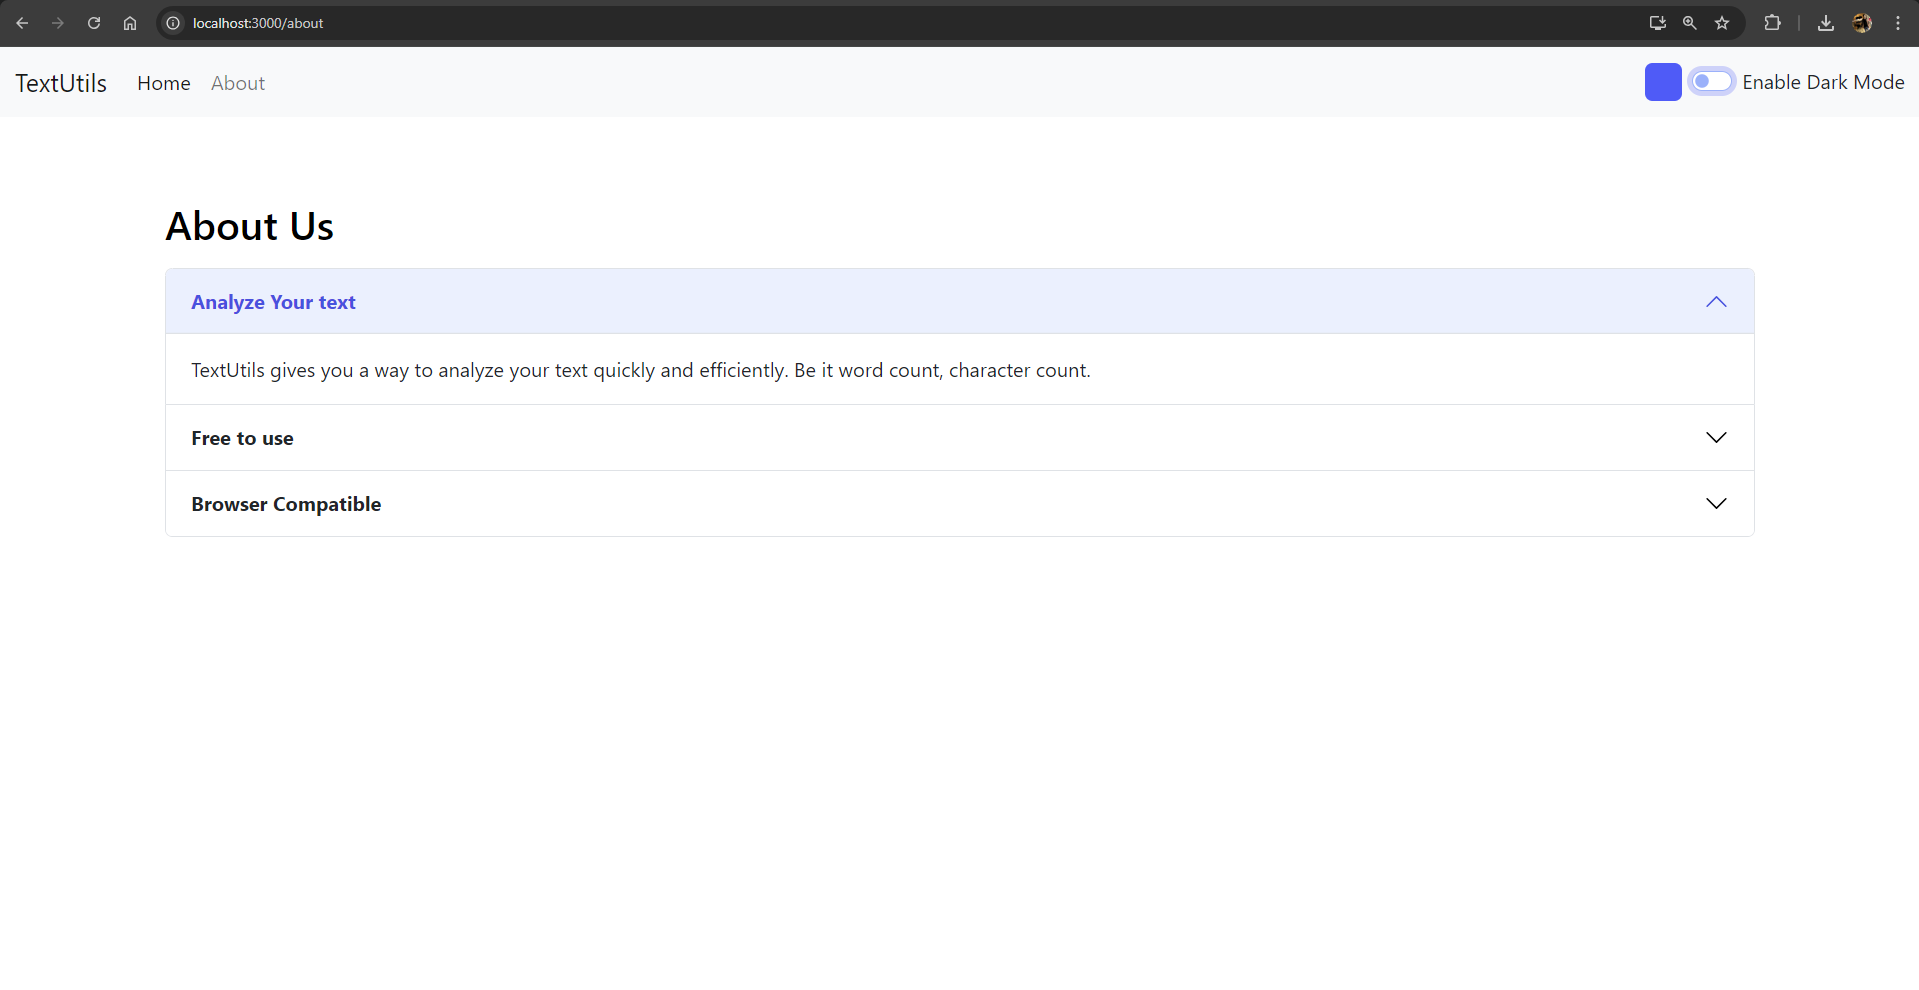 localhost:3000/about
TextUtils Home About Enable Dark Mode
About Us
Analyze Your text
TextUtils gives you a way to analyze your text quickly and efficiently. Be it word count, character count.
Free to use
Browser Compatible